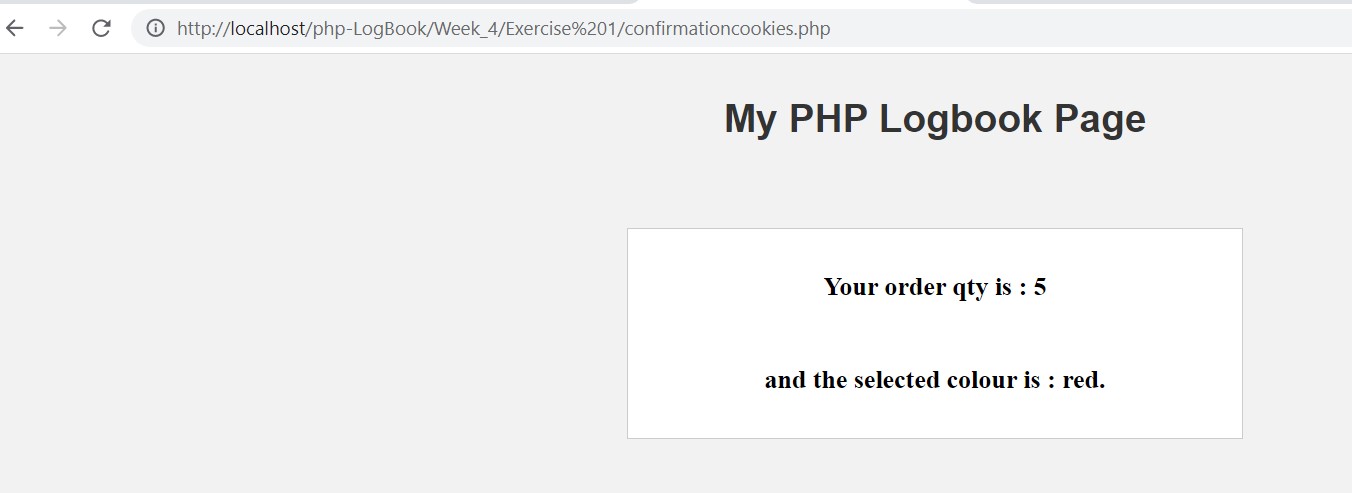 http://localhost/php-LogBook/Week_4/Exercise%201/confirmationcookies.php
My PHP Logbook Page
Your order qty is : 5
and the selected colour is : red.